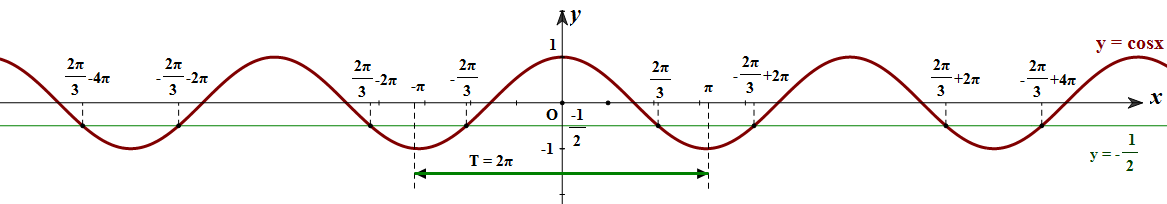 y
1
y = cosx
2π/3-4π
-2π/3-2π
2π/3-2π
-π
-2π/3
2π/3
π
-2π/3+2π
2π/3+2π
-2π/3+4π
x
O
-1/2
-1
T = 2π
y = -1/2